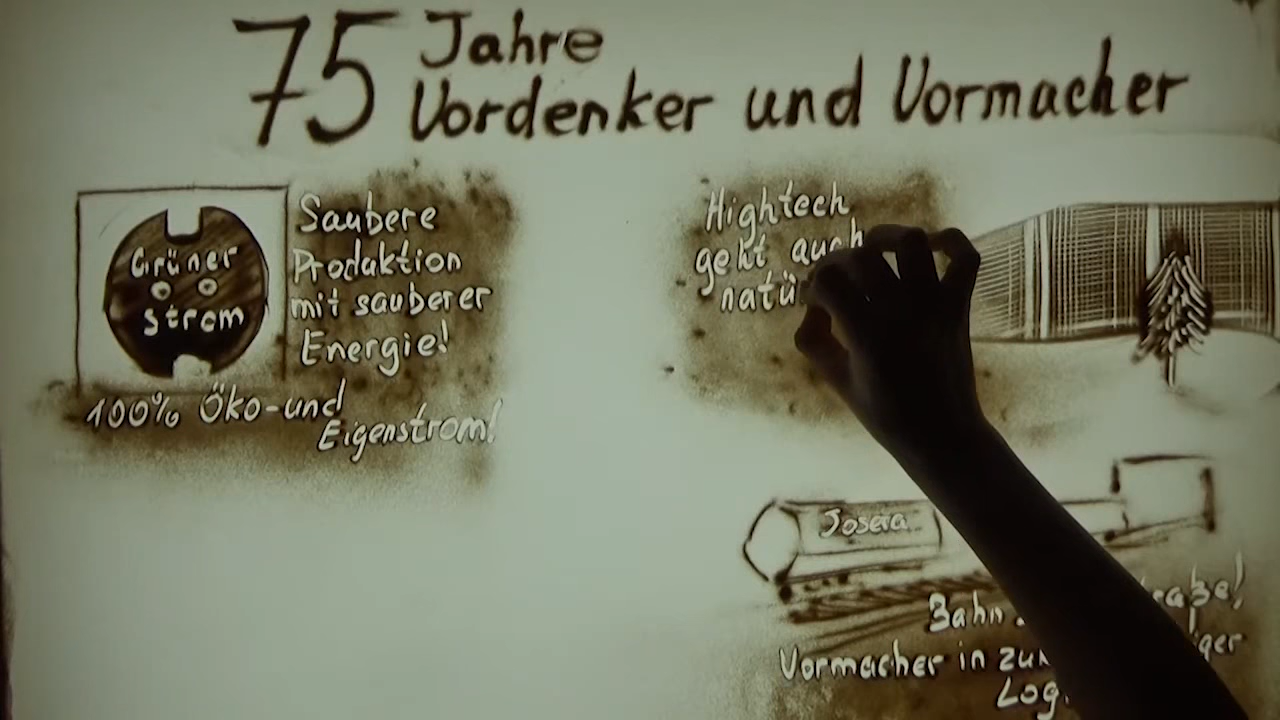 75 Jahre
Vordenker und Vormacher
Grüner
Strom
Saubere
Produktion
mit sauberer
Energie!
100% Öko-und
Eigenstrom!
Hightech
geht auch
Josera
Bahn
Vormacher in